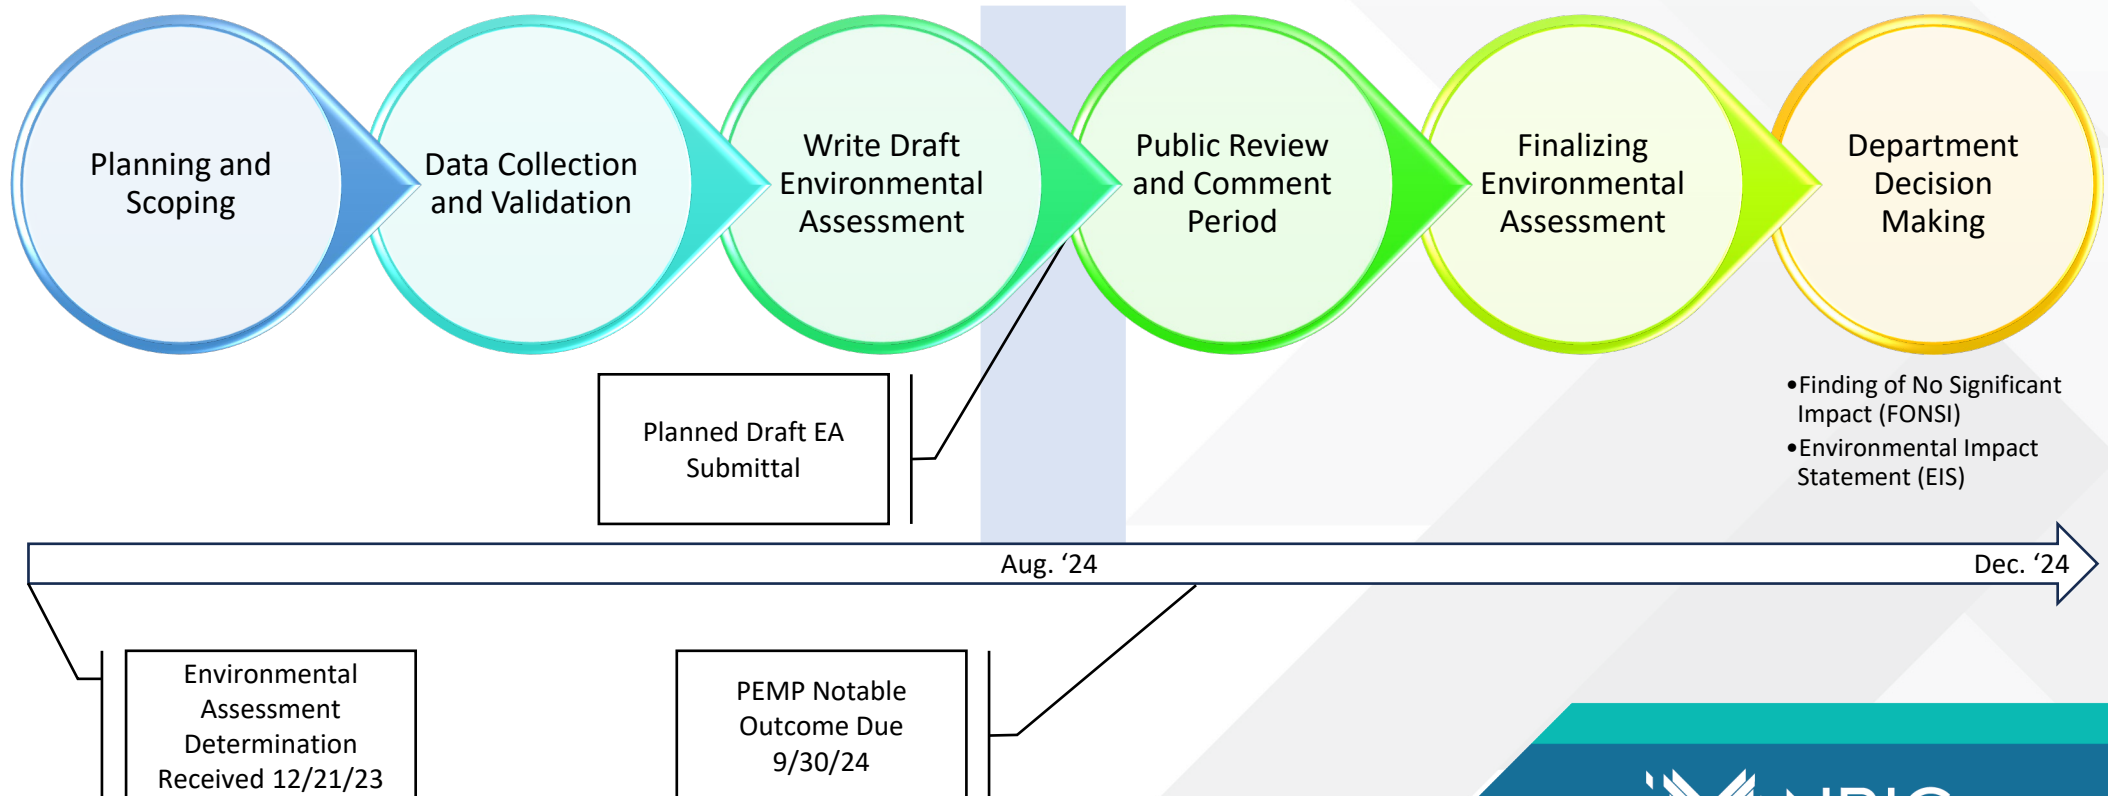 Planning and
Scoping
Data Collection
and Validation
Write Draft
Environmental
Assessment
Public Review
and Comment
Period
Finalizing
Environmental
Assessment
Department
Decision
Making
•Finding of No Significant
Impact (FONSI)
•Environmental Impact
Statement (EIS)
Planned Draft EA
Submittal
Aug. ‘24
Dec. ‘24
Environmental
Assessment
Determination
Received 12/21/23
PEMP Notable
Outcome Due
9/30/24